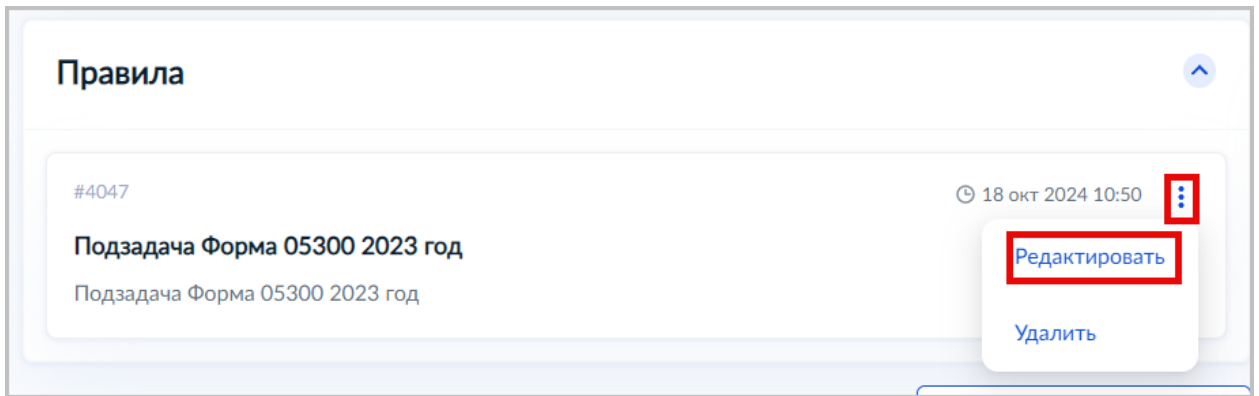 Правила
#4047
18 окт 2024 10:50
Подзадача Форма 05300 2023 год
Редактировать
Подзадача Форма 05300 2023 год
Удалить